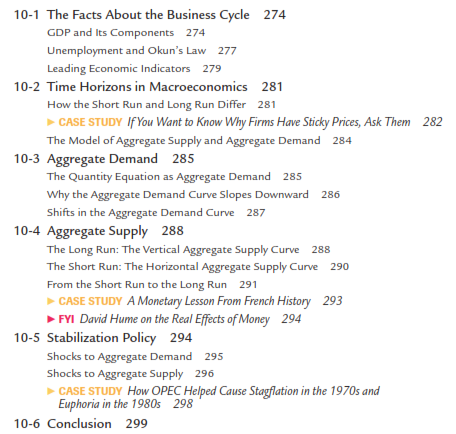 10-1 The Facts About the Business Cycle 274
GDP and Its Components 274
Unemployment and Okun's Law 277
Leading Economic Indicators 279
10-2 Time Horizons in Macroeconomics 281
How the Short Run and Long Run Differ 281
▶ CASE STUDY If You Want to Know Why Firms Have Sticky Prices, Ask Them 282
The Model of Aggregate Supply and Aggregate Demand 284
10-3 Aggregate Demand 285
The Quantity Equation as Aggregate Demand 285
Why the Aggregate Demand Curve Slopes Downward 286
Shifts in the Aggregate Demand Curve 287
10-4 Aggregate Supply 288
The Long Run: The Vertical Aggregate Supply Curve 288
The Short Run: The Horizontal Aggregate Supply Curve 290
From the Short Run to the Long Run 291
▶ CASE STUDY A Monetary Lesson From French History 293
▶ FYI David Hume on the Real Effects of Money 294
10-5 Stabilization Policy 294
Shocks to Aggregate Demand 295
Shocks to Aggregate Supply 296
▶ CASE STUDY How OPEC Helped Cause Stagflation in the 1970s and
Euphoria in the 1980s 298
10-6 Conclusion 299